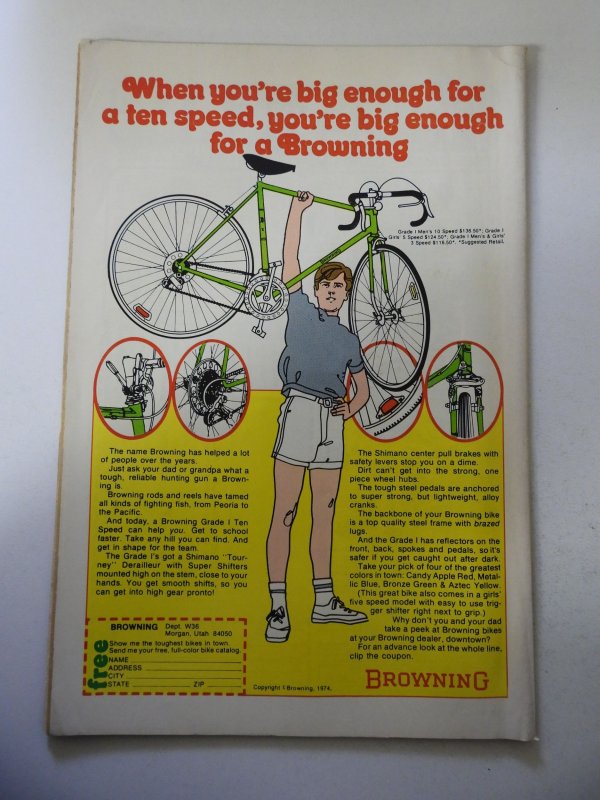 When you're big enough for
a ten speed, you're big enough
for a Browning
Grade I Men's 10 Speed $136.50*; Grade I
Girls' 5 Speed $124.50*; Grade I Men's & Girls'
3 Speed $116.50*. *Suggested Retail.
The name Browning has helped a lot
of people over the years.
Just ask your dad or grandpa what a
tough, reliable hunting gun a Brown-
ing is.
Browning rods and reels have tamed
all kinds of fighting fish, from Peoria to
the Pacific.
And today, a Browning Grade I Ten
Speed can help you. Get to school
faster. Take any hill you can find. And
get in shape for the team.
The Grade I's got a Shimano "Tour-
ney" Derailleur with Super Shifters
mounted high on the stem, close to your
hands. You get smooth shifts, so you
can get into high gear pronto!
The Shimano center pull brakes with
safety levers stop you on a dime.
Dirt can't get into the strong, one
piece wheel hubs.
The tough steel pedals are anchored
to super strong, but lightweight, alloy
cranks.
The backbone of your Browning bike
is a top quality steel frame with brazed
lugs.
And the Grade I has reflectors on the
front, back, spokes and pedals, so it's
safer if you get caught out after dark.
Take your pick of four of the greatest
colors in town: Candy Apple Red, Metal-
lic Blue, Bronze Green & Aztec Yellow.
(This great bike also comes in a girls'
five speed model with easy to use trig-
ger shifter right next to grip.)
Why don't you and your dad
take a peek at Browning bikes
at your Browning dealer, downtown?
For an advance look at the whole line,
clip the coupon.
BROWNING Dept. W36
Morgan, Utah 84050
free
Show me the toughest bikes in town.
Send me your free, full-color bike catalog.
NAME
ADDRESS
CITY
STATE ZIP
Copyright © Browning, 1974.
BROWNING